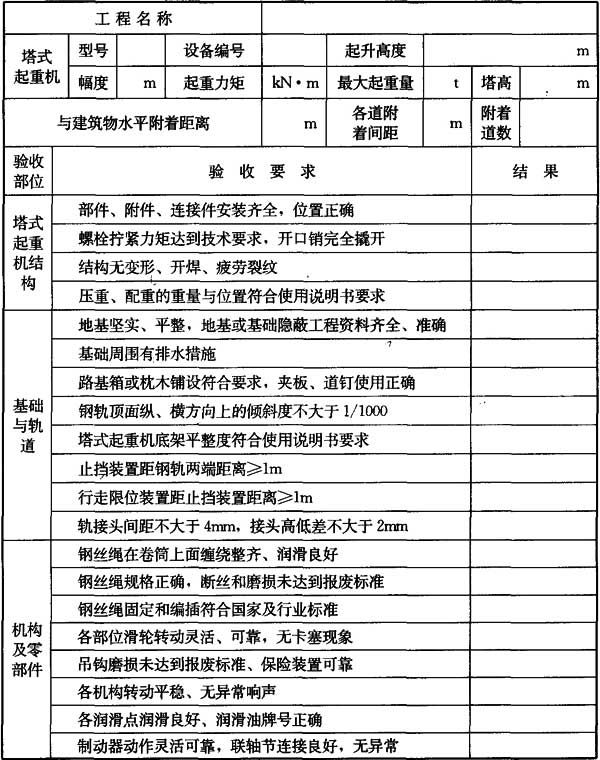 工程名称
塔式起重机 型号 设备编号 起升高度 m
幅度 m 起重力矩 kN·m 最大起重量 t 塔高 m
与建筑物水平附着距离 m 各道附着间距 m 附着道数
验收部位 验收要求 结果
塔式起重机结构
部件、附件、连接件安装齐全，位置正确
螺栓拧紧力矩达到技术要求，开口销完全撬开
结构无变形、开焊、疲劳裂纹
压重、配重的重量与位置符合使用说明书要求
基础与轨道
地基坚实、平整，地基或基础隐蔽工程资料齐全、准确
基础周围有排水措施
路基箱或枕木铺设符合要求，夹板、道钉使用正确
钢轨顶面纵、横方向上的倾斜度不大于1/1000
塔式起重机底架平整度符合使用说明书要求
止挡装置距钢轨两端距离≥1m
行走限位装置距止挡装置距离≥1m
轨接头间距不大于4mm，接头高低差不大于2mm
机构及零部件
钢丝绳在卷筒上面缠绕整齐、润滑良好
钢丝绳规格正确，断丝和磨损未达到报废标准
钢丝绳固定和编插符合国家及行业标准
各部位滑轮转动灵活、可靠，无卡塞现象
吊钩磨损未达到报废标准、保险装置可靠
各机构转动平稳、无异常响声
各润滑点润滑良好、润滑油牌号正确
制动器动作灵活可靠，联轴节连接良好，无异常